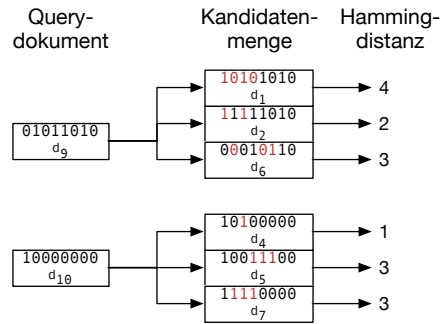 Query-
dokument
Kandidaten-
menge
Hamming-
distanz
10101010
d1
4
01011010
d9
11111010
d2
2
00010110
d6
3
10100000
d4
1
10000000
d10
10011100
d5
3
11110000
d7
3